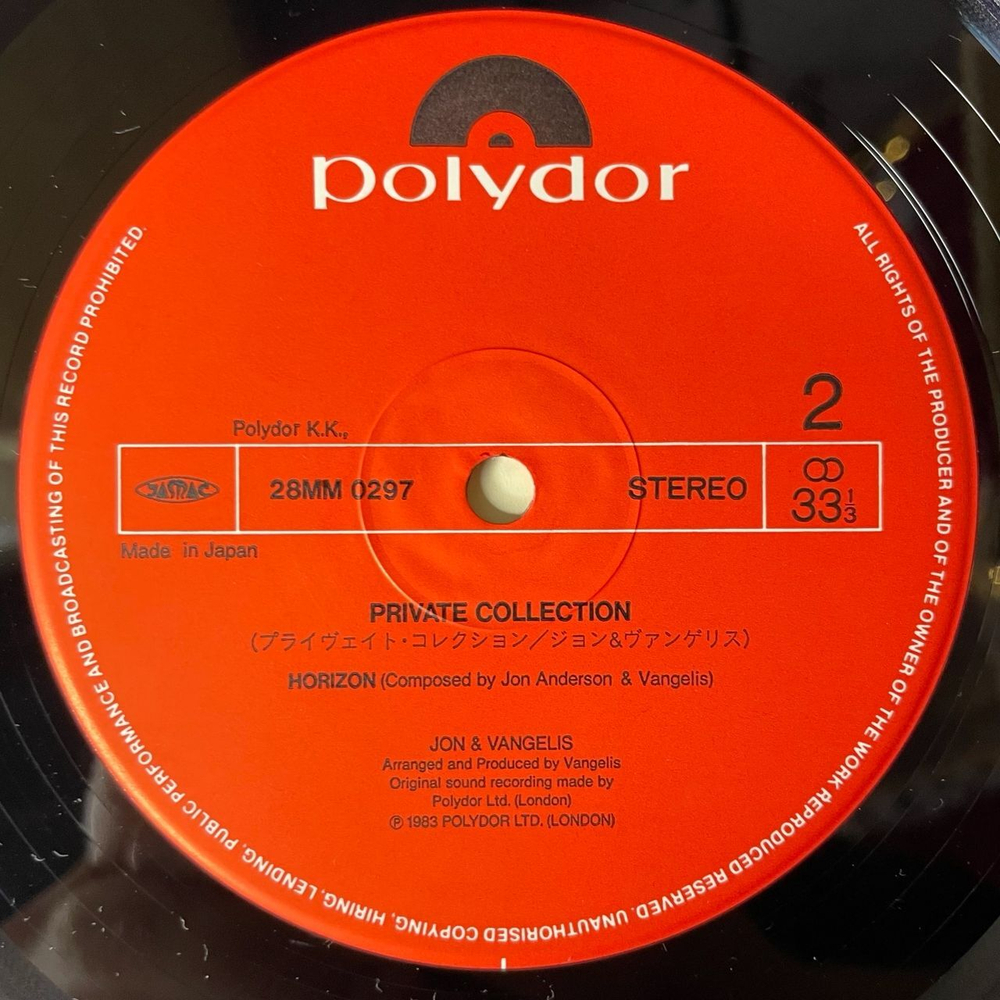 polydor
ALL RIGHTS OF THE PRODUCER AND OF THE OWNER OF THE WORK REPRODUCED RESERVED. UNAUTHORISED COPYING, HIRING, LENDING, PUBLIC PERFORMANCE AND BROADCASTING OF THIS RECORD PROHIBITED.
2
Polydor K.K.,
JASRAC
28MM 0297
STEREO
33 1/3
Made in Japan
PRIVATE COLLECTION
(プライヴェイト・コレクション／ジョン&ヴァンゲリス)
HORIZON (Composed by Jon Anderson & Vangelis)
JON & VANGELIS
Arranged and Produced by Vangelis
Original sound recording made by
Polydor Ltd. (London)
℗ 1983 POLYDOR LTD. (LONDON)